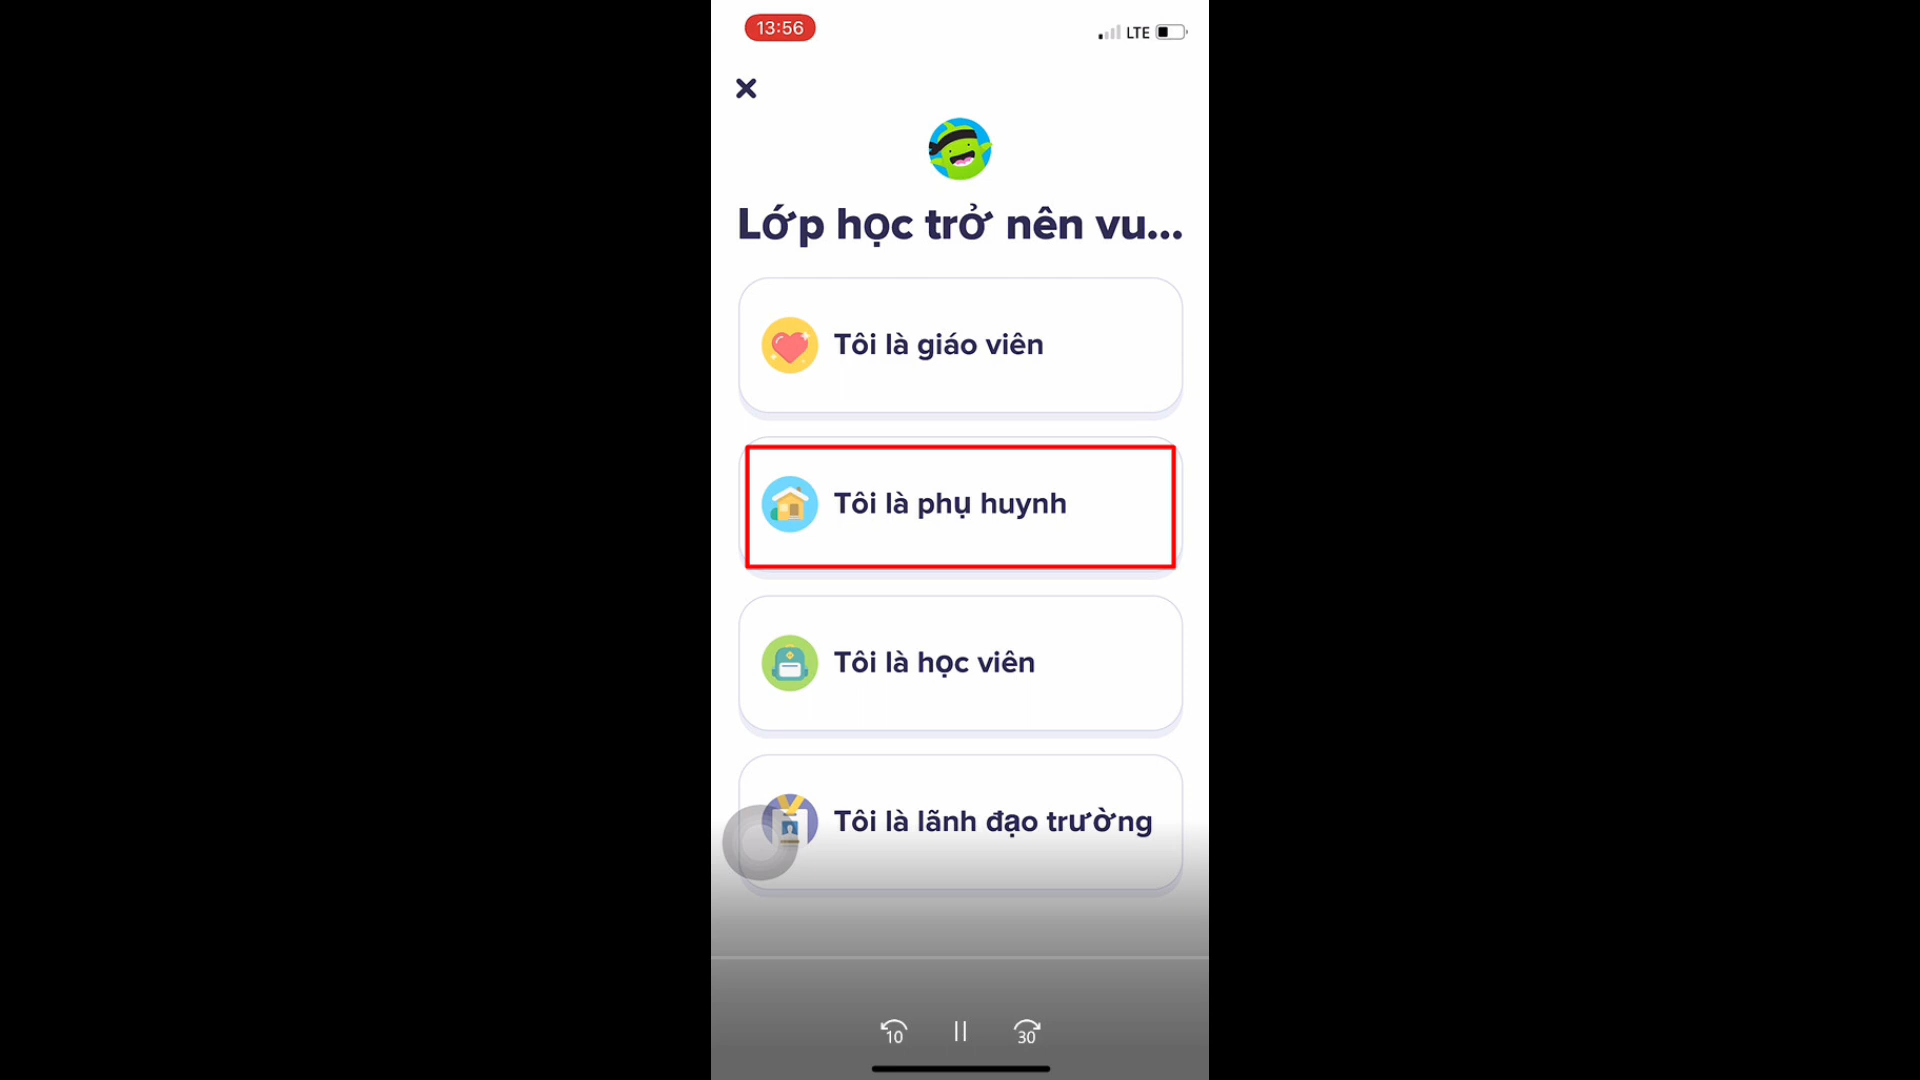 13:56
LTE
Lớp học trở nên vu...
Tôi là giáo viên
Tôi là phụ huynh
Tôi là học viên
Tôi là lãnh đạo trường
10
30